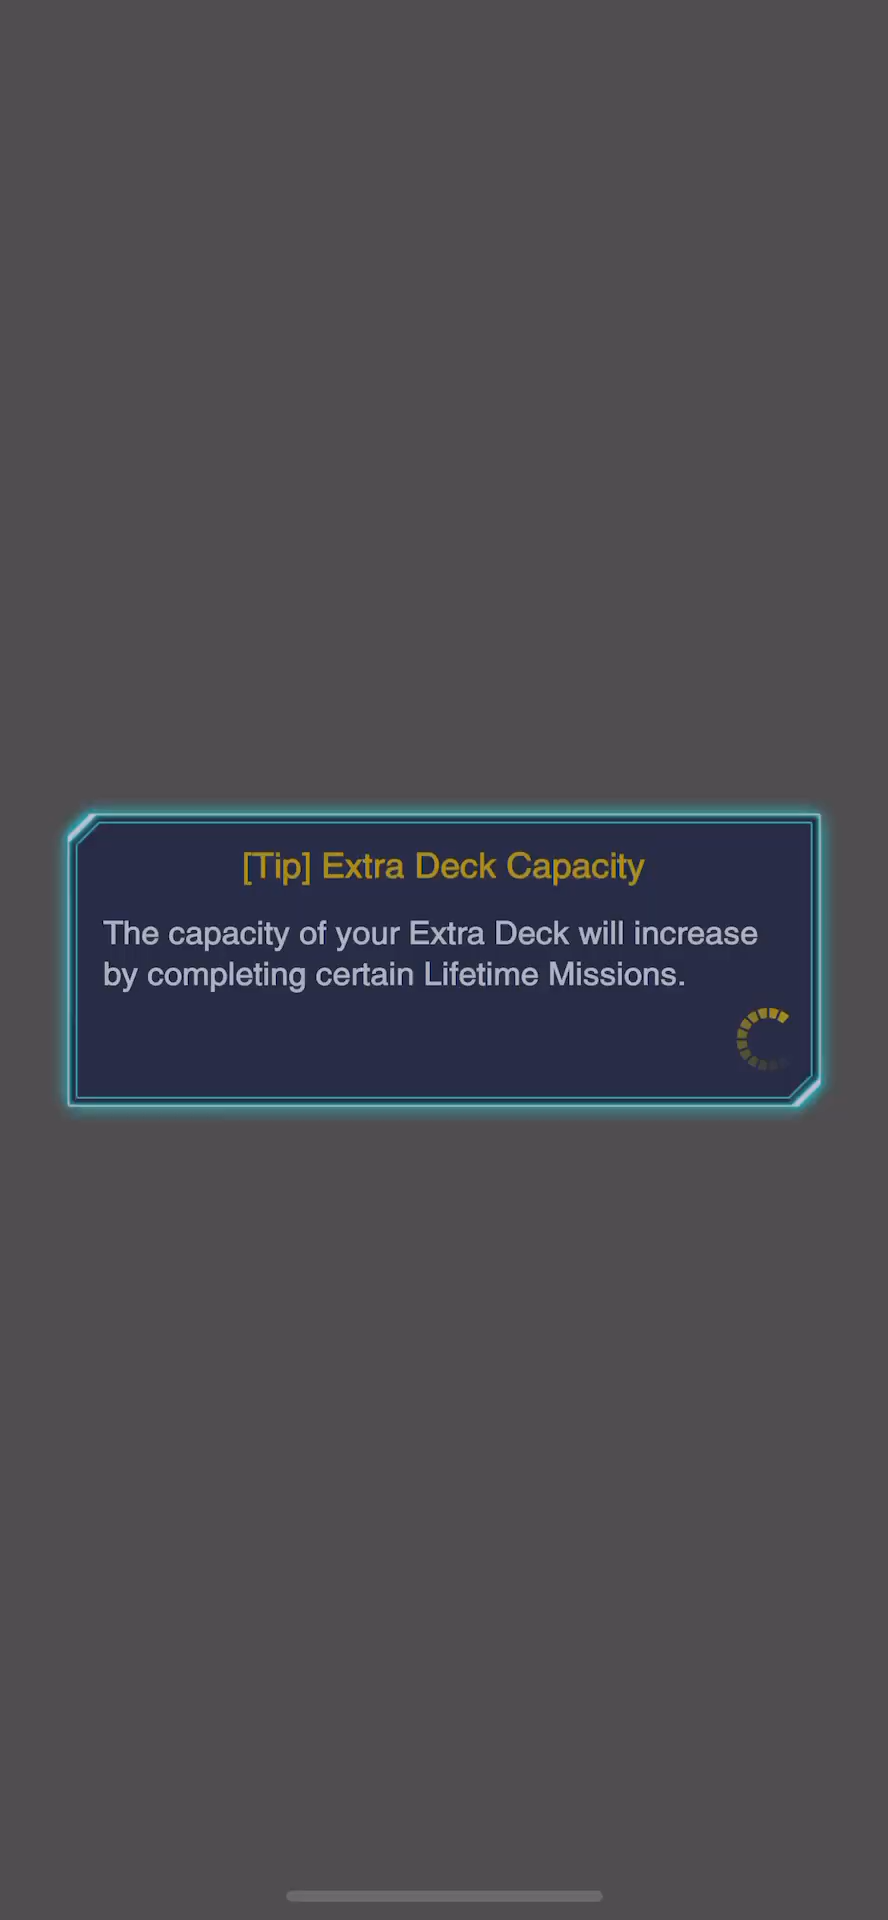 [Tip] Extra Deck Capacity
The capacity of your Extra Deck will increase
by completing certain Lifetime Missions.